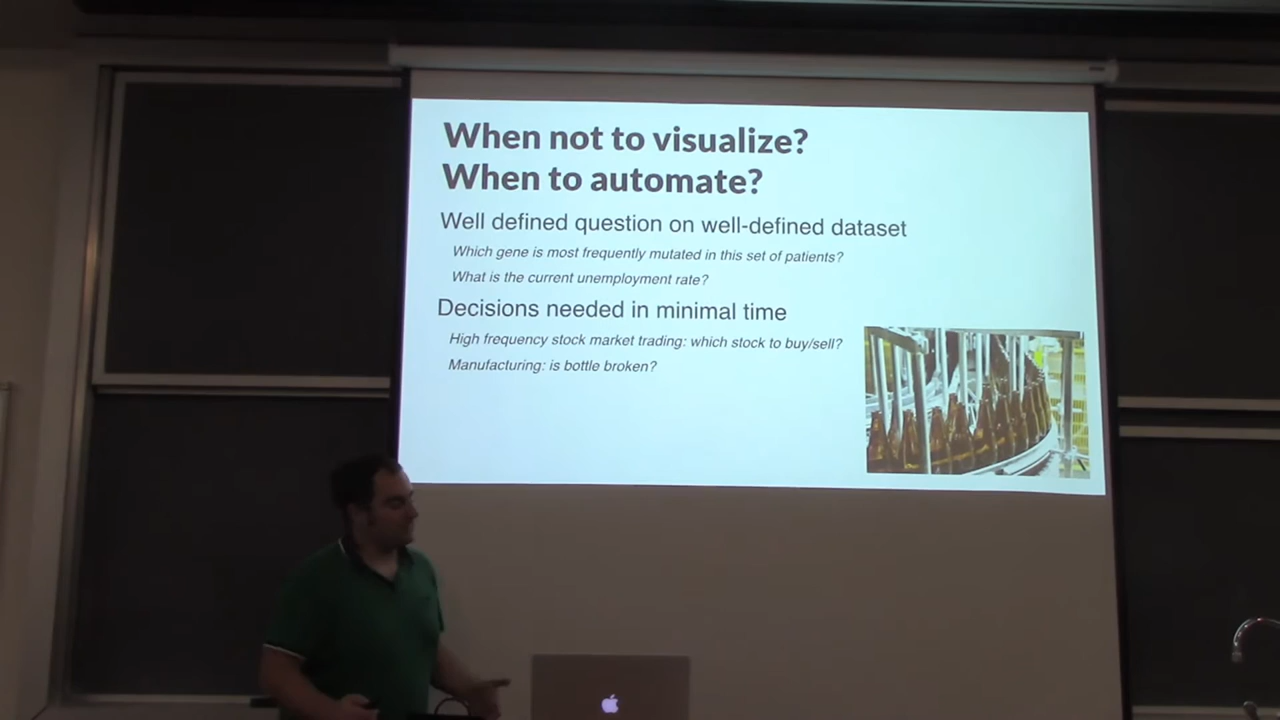 When not to visualize?
When to automate?
Well defined question on well-defined dataset
Which gene is most frequently mutated in this set of patients?
What is the current unemployment rate?
Decisions needed in minimal time
High frequency stock market trading: which stock to buy/sell?
Manufacturing: is bottle broken?